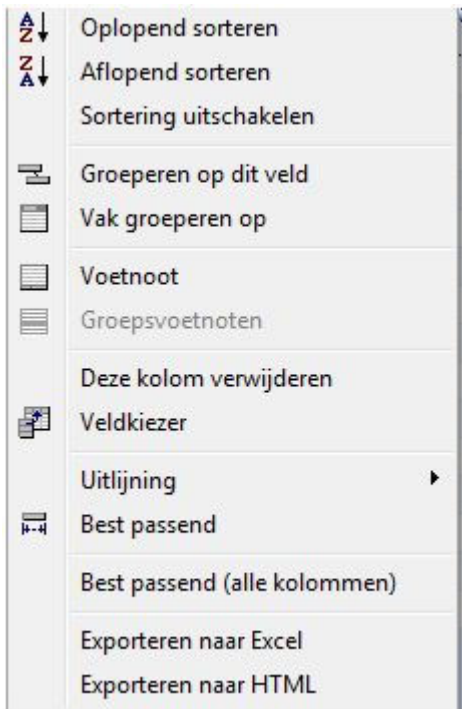 Oplopend sorteren
Aflopend sorteren
Sortering uitschakelen
Groeperen op dit veld
Vak groeperen op
Voetnoot
Groepsvoetnoten
Deze kolom verwijderen
Veldkiezer
Uitlijning
Best passend
Best passend (alle kolommen)
Exporteren naar Excel
Exporteren naar HTML